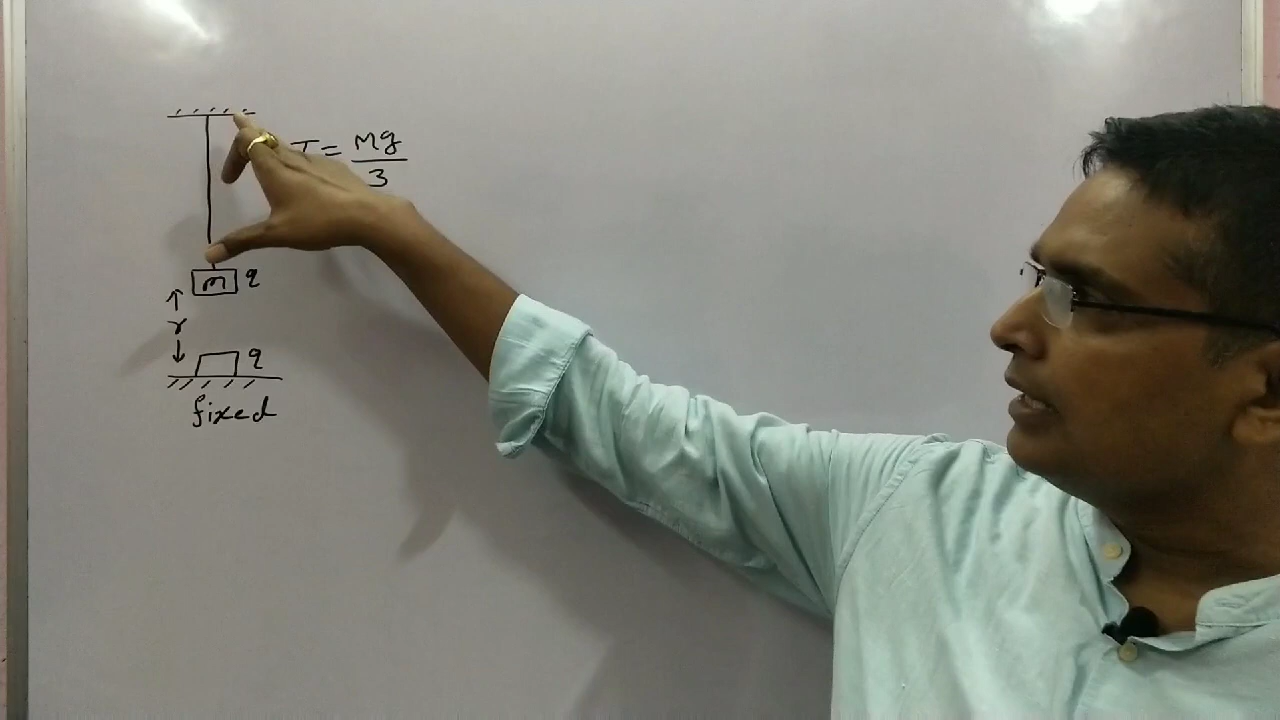 T = Mg/3
m q
r
q
fixed